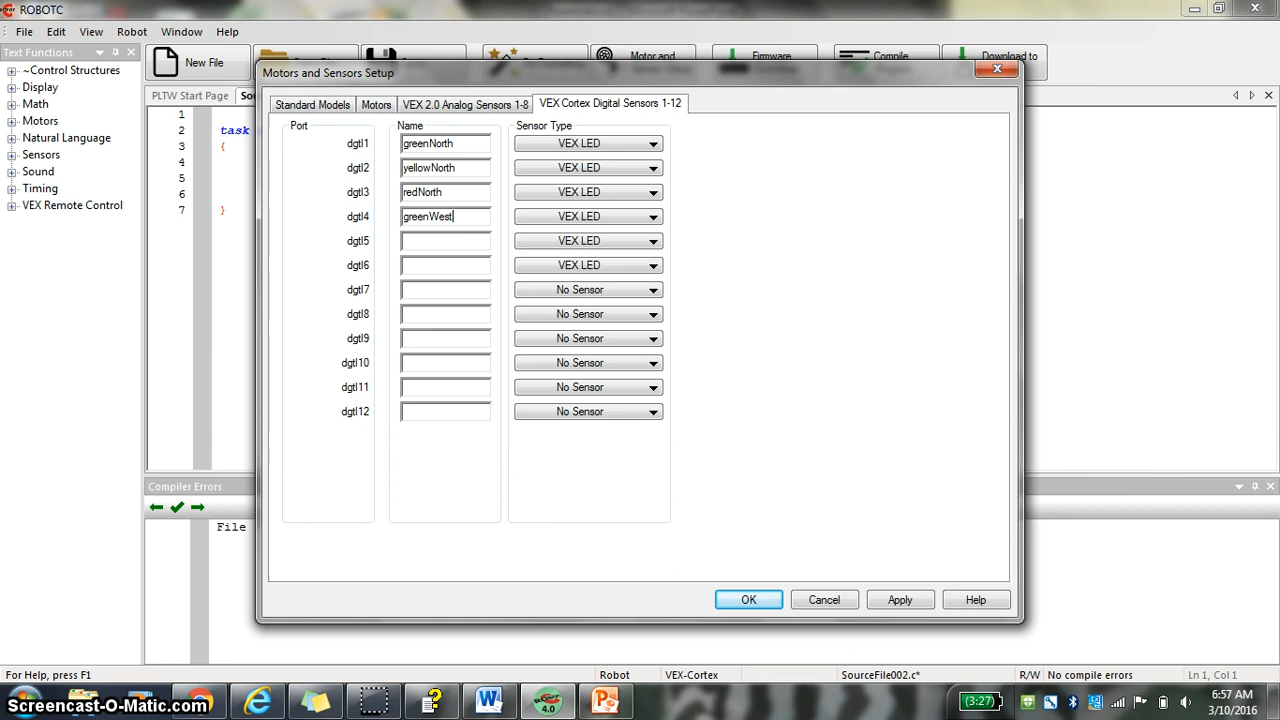 ROBOTC
File Edit View Robot Window Help
Text Functions
New File
Motor and
Firmware
Compile
Download to
~Control Structures
Display
Math
Motors
Natural Language
Sensors
Sound
Timing
VEX Remote Control
PLTW Start Page
1
2 task
3 {
4
5
6
7 }
Motors and Sensors Setup
Standard Models Motors VEX 2.0 Analog Sensors 1-8 VEX Cortex Digital Sensors 1-12
Port Name Sensor Type
dgtl1 greenNorth VEX LED
dgtl2 yellowNorth VEX LED
dgtl3 redNorth VEX LED
dgtl4 greenWest VEX LED
dgtl5 VEX LED
dgtl6 VEX LED
dgtl7 No Sensor
dgtl8 No Sensor
dgtl9 No Sensor
dgtl10 No Sensor
dgtl11 No Sensor
dgtl12 No Sensor
OK Cancel Apply Help
Compiler Errors
File
For Help, press F1 Robot VEX-Cortex SourceFile002.c* R/W No compile errors Ln 1, Col 1
4.0
(3:27)
6:57 AM
3/10/2016
Screencast-O-Matic.com